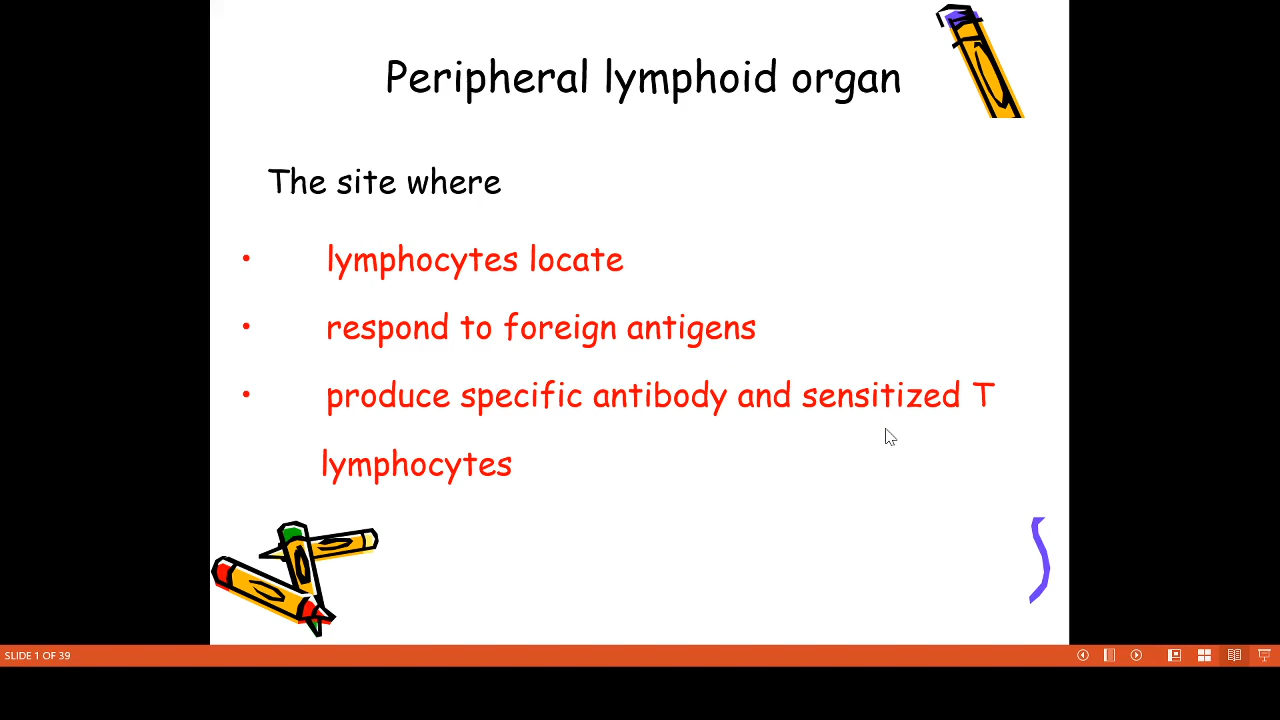 Peripheral lymphoid organ
The site where
• lymphocytes locate
• respond to foreign antigens
• produce specific antibody and sensitized T
lymphocytes
SLIDE 1 OF 39